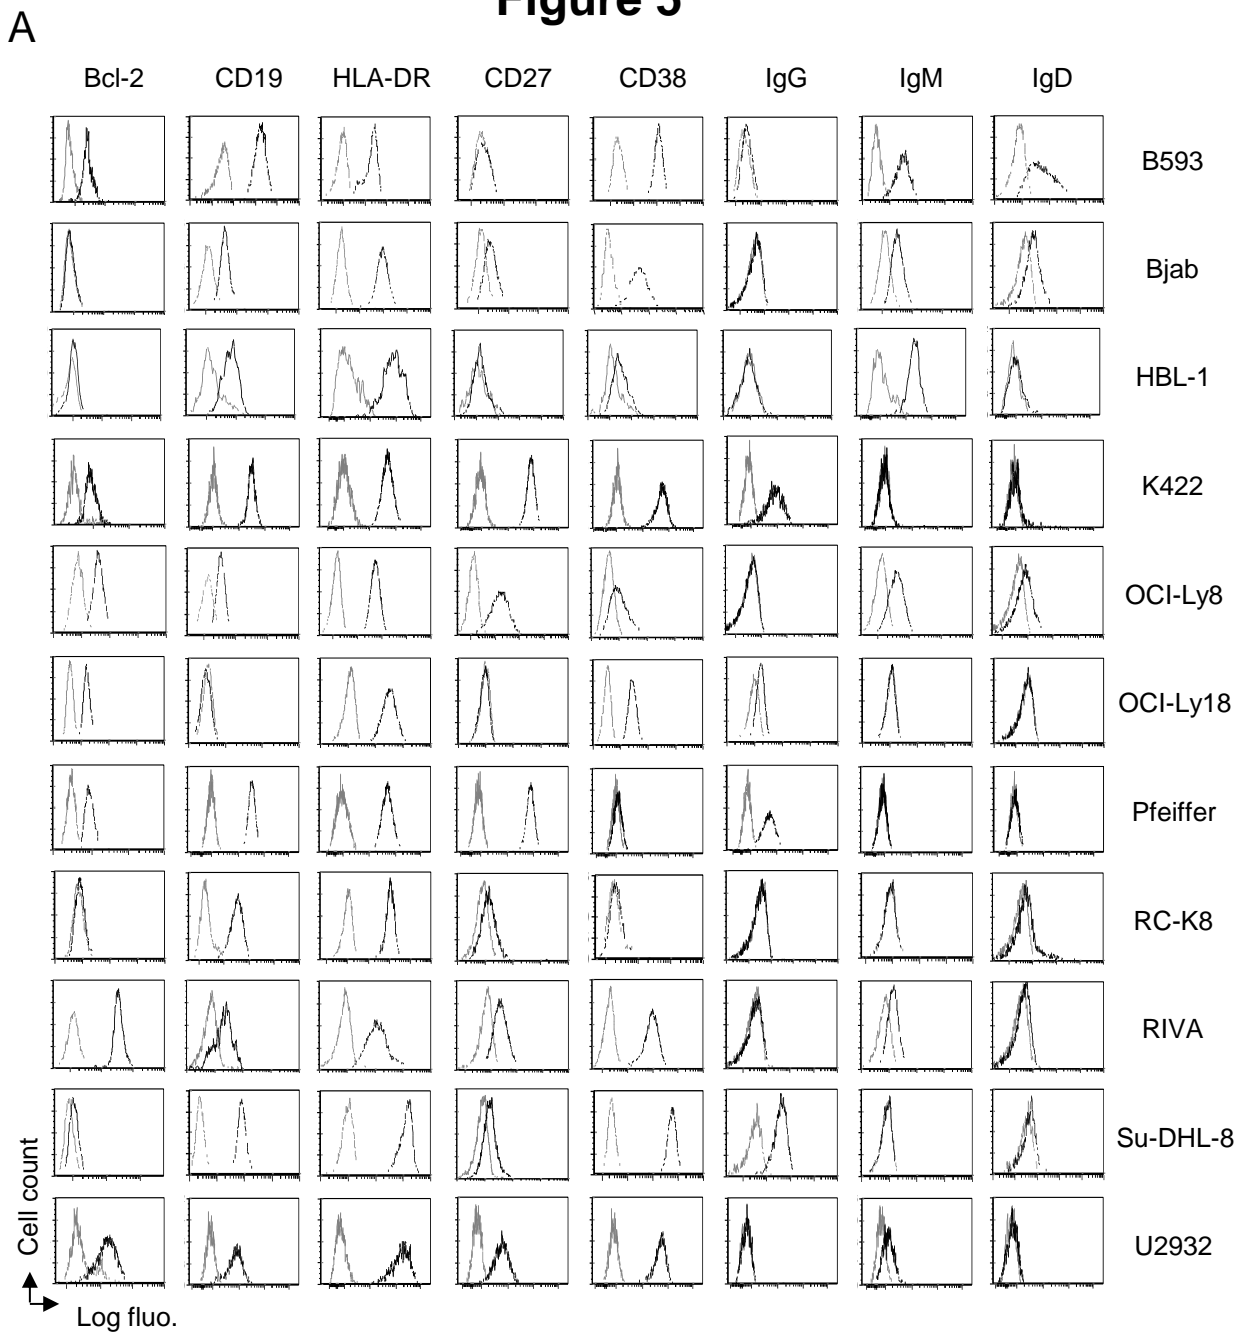 Figure 5
A
Bcl-2 CD19 HLA-DR CD27 CD38 IgG IgM IgD
B593
Bjab
HBL-1
K422
OCI-Ly8
OCI-Ly18
Pfeiffer
RC-K8
RIVA
Su-DHL-8
U2932
Cell count
Log fluo.